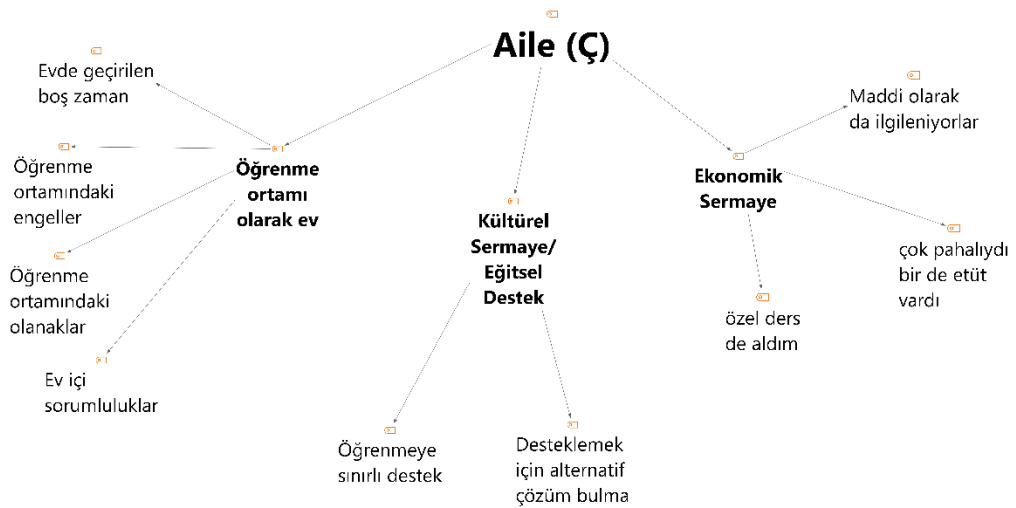 Aile (Ç)
Evde geçirilen
boş zaman
Öğrenme
ortamındaki
engeller
Öğrenme
ortamı
olarak ev
Öğrenme
ortamındaki
olanaklar
Ev içi
sorumluluklar
Kültürel
Sermaye/
Eğitsel
Destek
Öğrenmeye
sınırlı destek
Desteklemek
için alternatif
çözüm bulma
Ekonomik
Sermaye
Maddi olarak
da ilgileniyorlar
çok pahalıydı
bir de etüt
vardı
özel ders
de aldım